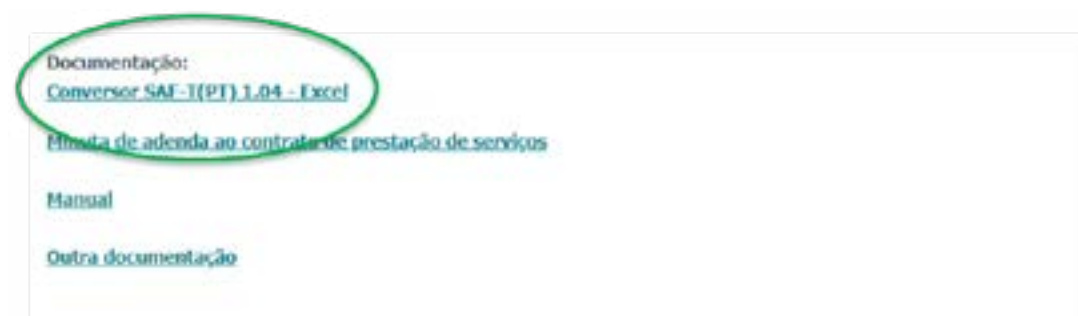 Documentação:
Conversor SAF-T(PT) 1.04 - Excel
Minuta de adenda ao contrato de prestação de serviços
Manual
Outra documentação